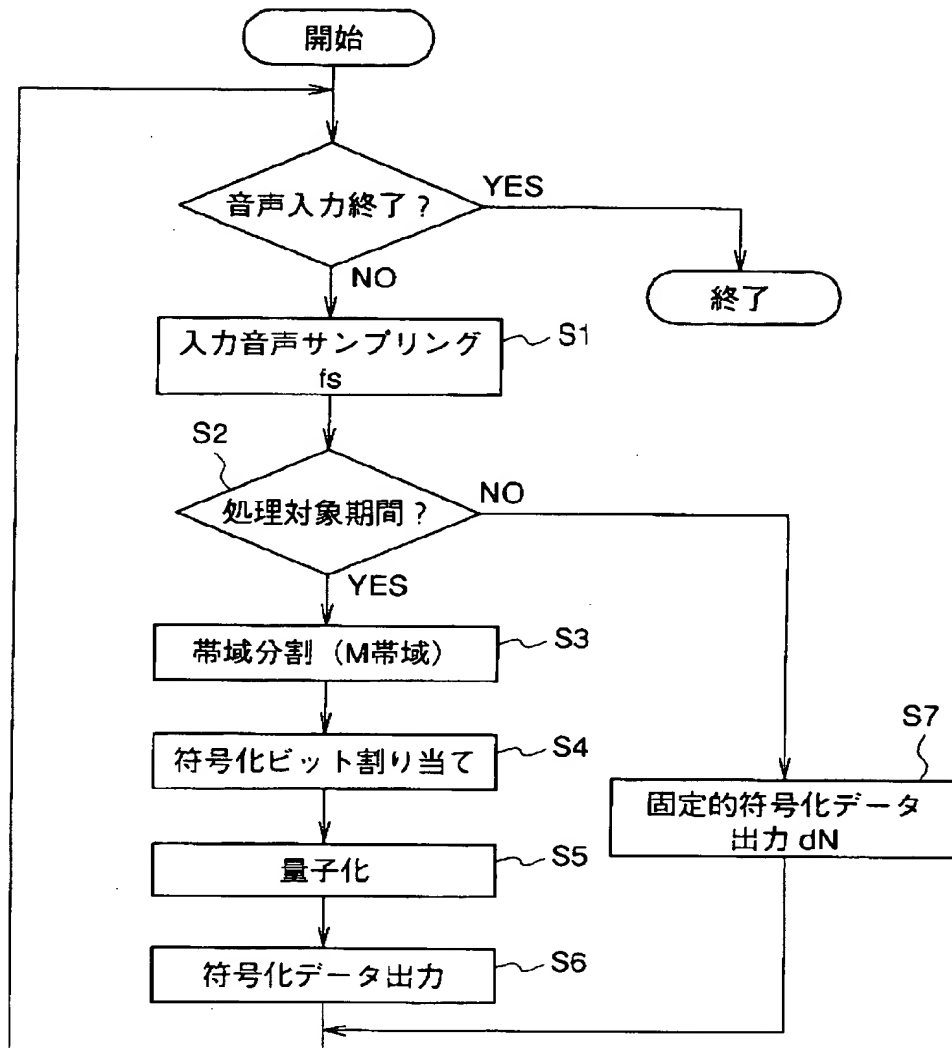 開始
音声入力終了？
YES
NO
終了
入力音声サンプリング
fs
S1
S2
処理対象期間？
NO
YES
帯域分割（M帯域）
S3
符号化ビット割り当て
S4
S7
固定的符号化データ
出力 dN
量子化
S5
符号化データ出力
S6